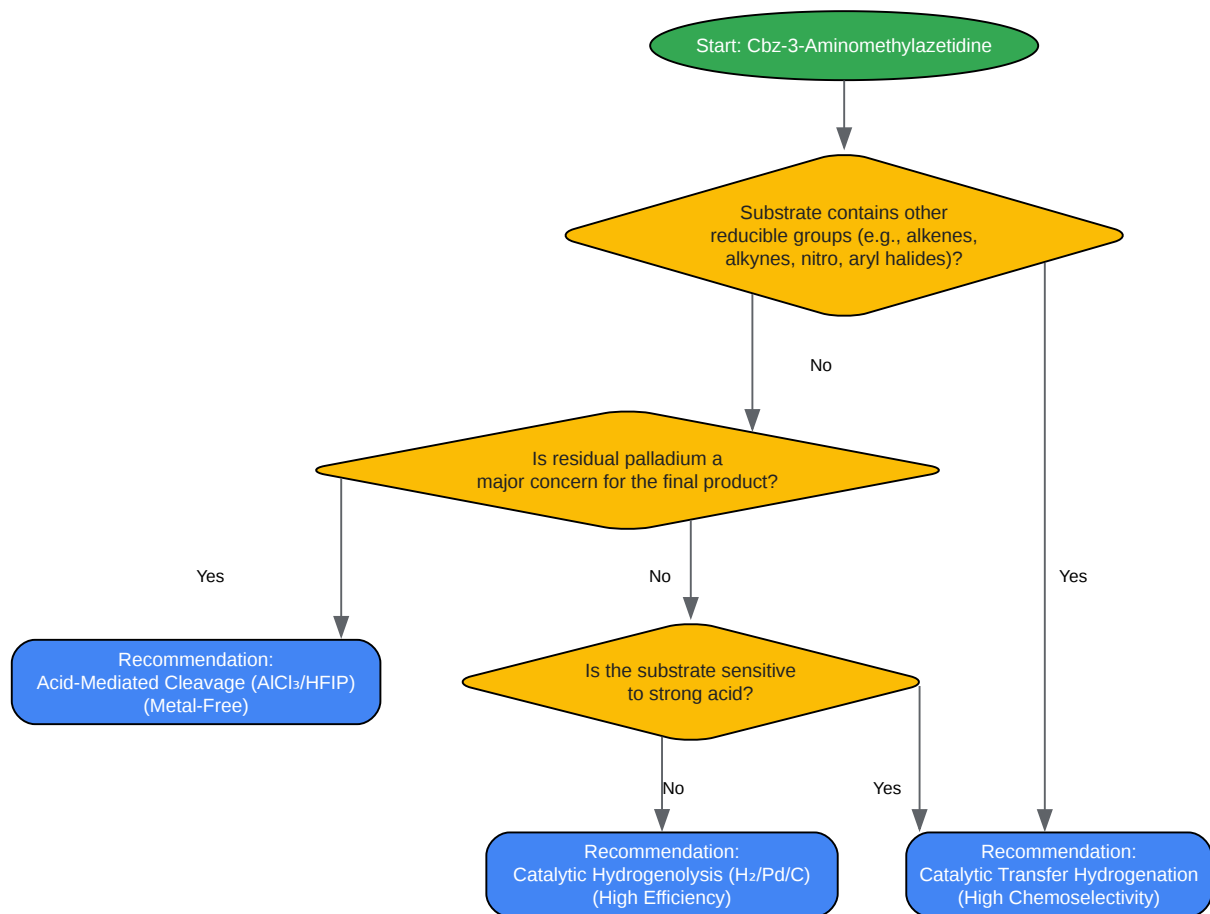 Start: Cbz-3-Aminomethylazetidine
Substrate contains other
reducible groups (e.g., alkenes,
alkynes, nitro, aryl halides)?
No
Is residual palladium a
major concern for the final product?
Yes
No
Yes
Recommendation:
Acid-Mediated Cleavage (AlCl₃/HFIP)
(Metal-Free)
Is the substrate sensitive
to strong acid?
No
Yes
Recommendation:
Catalytic Hydrogenolysis (H₂/Pd/C)
(High Efficiency)
Recommendation:
Catalytic Transfer Hydrogenation
(High Chemoselectivity)